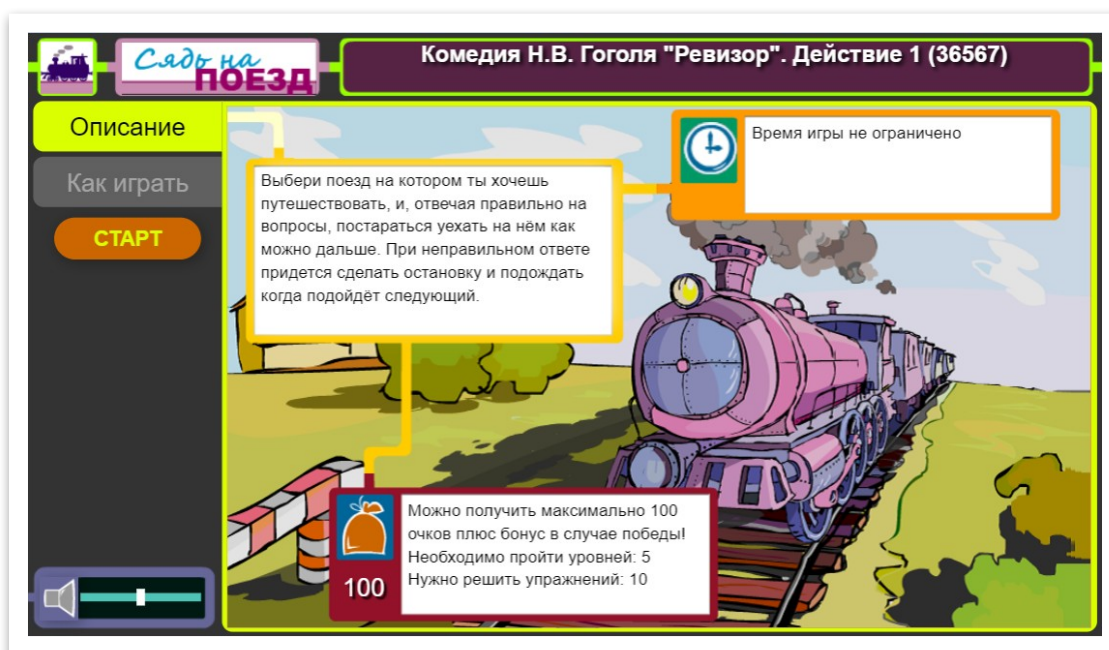 Сядь на
ПОЕЗД
Комедия Н.В. Гоголя "Ревизор". Действие 1 (36567)
Описание
Как играть
СТАРТ
Время игры не ограничено
Выбери поезд на котором ты хочешь
путешествовать, и, отвечая правильно на
вопросы, постараться уехать на нём как
можно дальше. При неправильном ответе
придется сделать остановку и подождать
когда подойдёт следующий.
Можно получить максимально 100
очков плюс бонус в случае победы!
Необходимо пройти уровней: 5
Нужно решить упражнений: 10
100